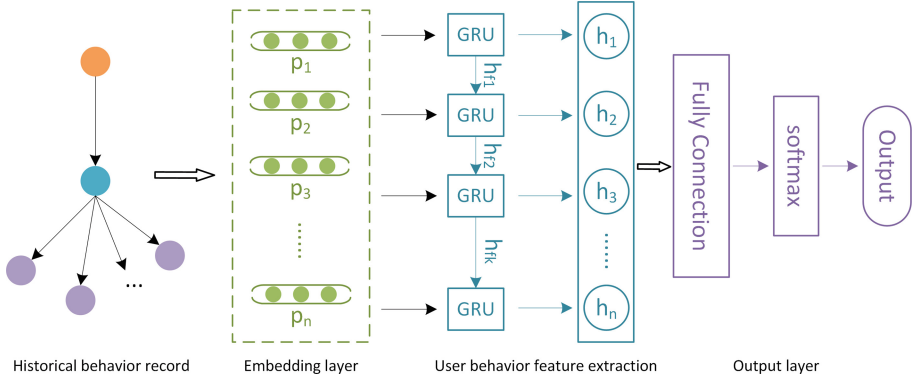 ...
p1
p2
p3
......
pn
GRU
hf1
GRU
hf2
GRU
hfk
GRU
h1
h2
h3
......
hn
Fully Connection
softmax
Output
Historical behavior record
Embedding layer
User behavior feature extraction
Output layer